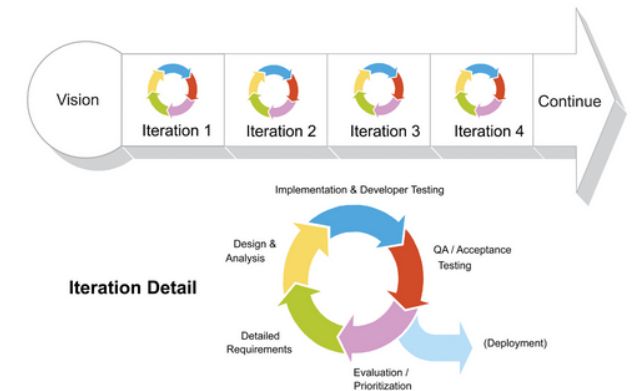 Vision
Iteration 1
Iteration 2
Iteration 3
Iteration 4
Continue
Implementation & Developer Testing
Design &
Analysis
QA / Acceptance
Testing
Iteration Detail
Detailed
Requirements
(Deployment)
Evaluation /
Prioritization